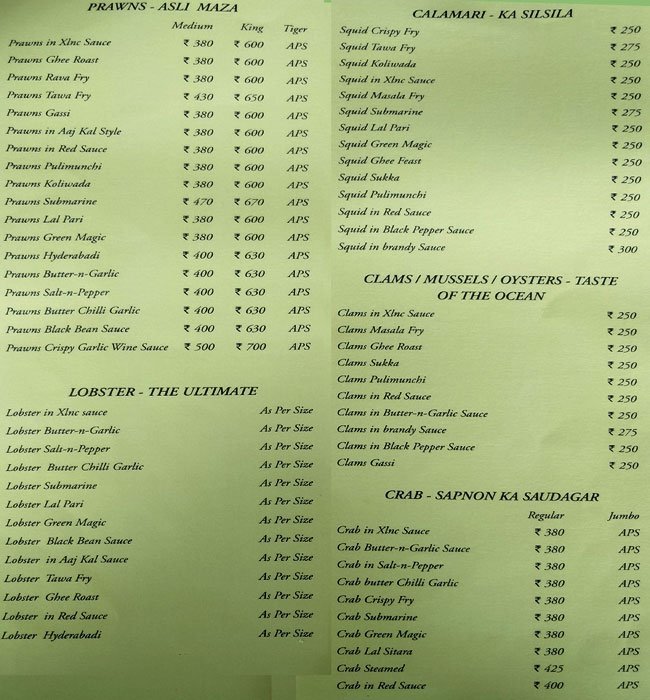 PRAWNS - ASLI MAZA
Medium King Tiger
Prawns in Xlnc Sauce ₹ 380 ₹ 600 APS
Prawns Ghee Roast ₹ 380 ₹ 600 APS
Prawns Rava Fry ₹ 380 ₹ 600 APS
Prawns Tawa Fry ₹ 430 ₹ 650 APS
Prawns Gassi ₹ 380 ₹ 600 APS
Prawns in Aaj Kal Style ₹ 380 ₹ 600 APS
Prawns in Red Sauce ₹ 380 ₹ 600 APS
Prawns Pulimunchi ₹ 380 ₹ 600 APS
Prawns Koliwada ₹ 380 ₹ 600 APS
Prawns Submarine ₹ 470 ₹ 670 APS
Prawns Lal Pari ₹ 380 ₹ 600 APS
Prawns Green Magic ₹ 380 ₹ 600 APS
Prawns Hyderabadi ₹ 400 ₹ 630 APS
Prawns Butter-n-Garlic ₹ 400 ₹ 630 APS
Prawns Salt-n-Pepper ₹ 400 ₹ 630 APS
Prawns Butter Chilli Garlic ₹ 400 ₹ 630 APS
Prawns Black Bean Sauce ₹ 400 ₹ 630 APS
Prawns Crispy Garlic Wine Sauce ₹ 500 ₹ 700 APS
LOBSTER - THE ULTIMATE
Lobster in Xlnc sauce As Per Size
Lobster Butter-n-Garlic As Per Size
Lobster Salt-n-Pepper As Per Size
Lobster Butter Chilli Garlic As Per Size
Lobster Submarine As Per Size
Lobster Lal Pari As Per Size
Lobster Green Magic As Per Size
Lobster Black Bean Sauce As Per Size
Lobster in Aaj Kal Sauce As Per Size
Lobster Tawa Fry As Per Size
Lobster Ghee Roast As Per Size
Lobster in Red Sauce As Per Size
Lobster Hyderabadi As Per Size
CALAMARI - KA SILSILA
Squid Crispy Fry ₹ 250
Squid Tawa Fry ₹ 275
Squid Koliwada ₹ 250
Squid in Xlnc Sauce ₹ 250
Squid Masala Fry ₹ 250
Squid Submarine ₹ 275
Squid Lal Pari ₹ 250
Squid Green Magic ₹ 250
Squid Ghee Feast ₹ 250
Squid Sukka ₹ 250
Squid Pulimunchi ₹ 250
Squid in Red Sauce ₹ 250
Squid in Black Pepper Sauce ₹ 250
Squid in brandy Sauce ₹ 300
CLAMS / MUSSELS / OYSTERS - TASTE
OF THE OCEAN
Clams in Xlnc Sauce ₹ 250
Clams Masala Fry ₹ 250
Clams Ghee Roast ₹ 250
Clams Sukka ₹ 250
Clams Pulimunchi ₹ 250
Clams in Red Sauce ₹ 250
Clams in Butter-n-Garlic Sauce ₹ 250
Clams in brandy Sauce ₹ 275
Clams in Black Pepper Sauce ₹ 250
Clams Gassi ₹ 250
CRAB - SAPNON KA SAUDAGAR
Regular Jumbo
Crab in Xlnc Sauce ₹ 380 APS
Crab Butter-n-Garlic Sauce ₹ 380 APS
Crab in Salt-n-Pepper ₹ 380 APS
Crab butter Chilli Garlic ₹ 380 APS
Crab Crispy Fry ₹ 380 APS
Crab Submarine ₹ 380 APS
Crab Green Magic ₹ 380 APS
Crab Lal Sitara ₹ 380 APS
Crab Steamed ₹ 425 APS
Crab in Red Sauce ₹ 400 APS